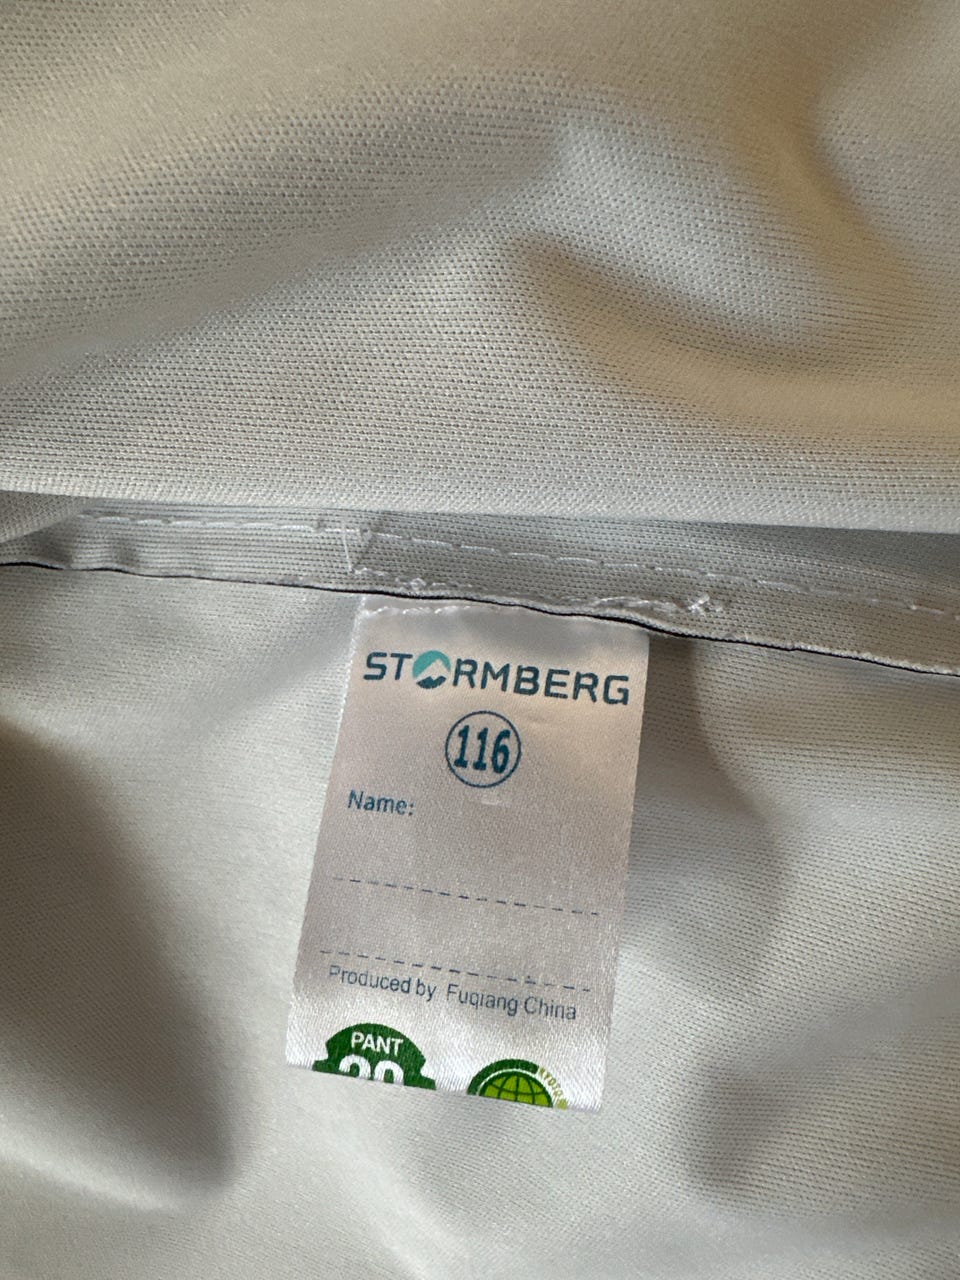 STORMBERG
116
Name:
Produced by Fuqiang China
PANT